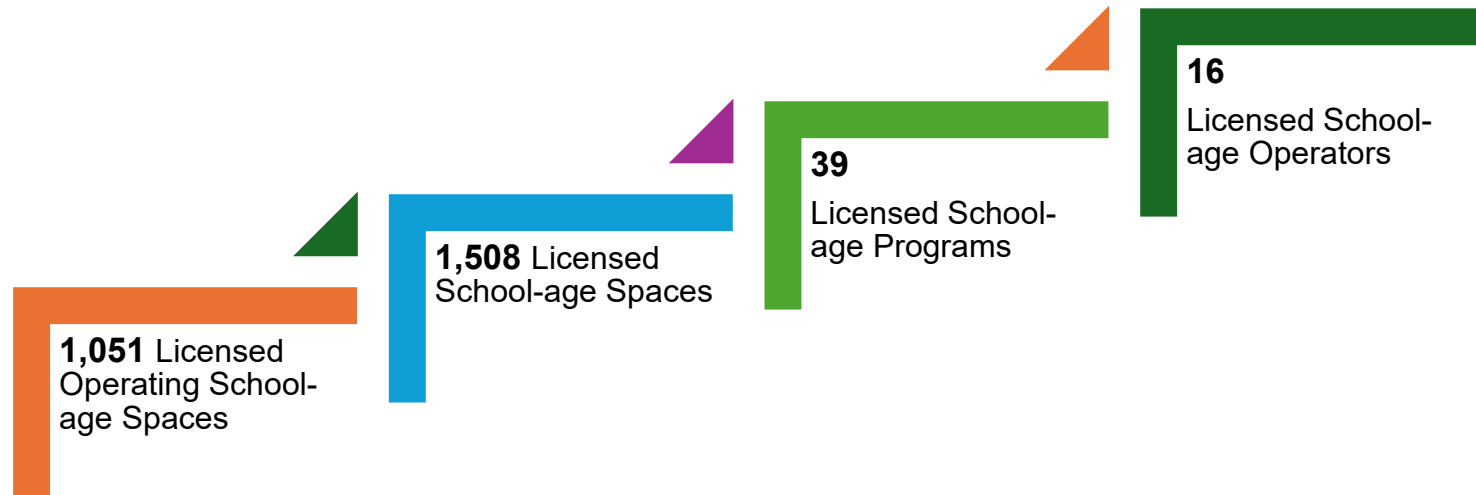 1,051 Licensed
Operating School-
age Spaces
1,508 Licensed
School-age Spaces
39
Licensed School-
age Programs
16
Licensed School-
age Operators